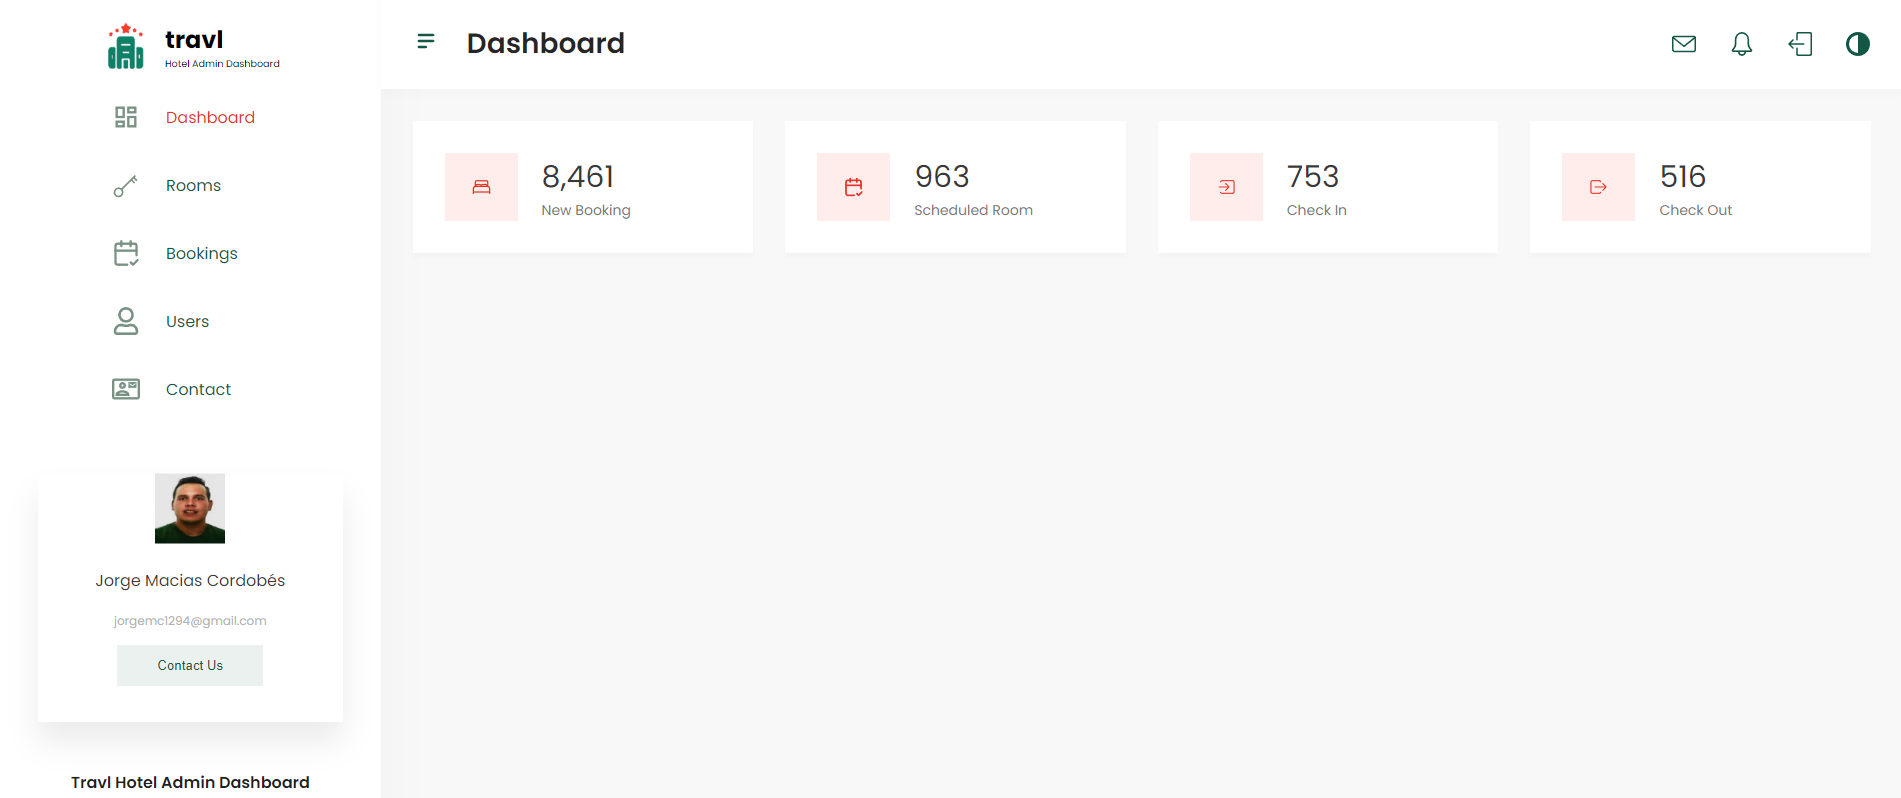 travl
Hotel Admin Dashboard
Dashboard
Rooms
Bookings
Users
Contact
Jorge Macias Cordobés
jorgemc1294@gmail.com
Contact Us
Travl Hotel Admin Dashboard
Dashboard
8,461
New Booking
963
Scheduled Room
753
Check In
516
Check Out